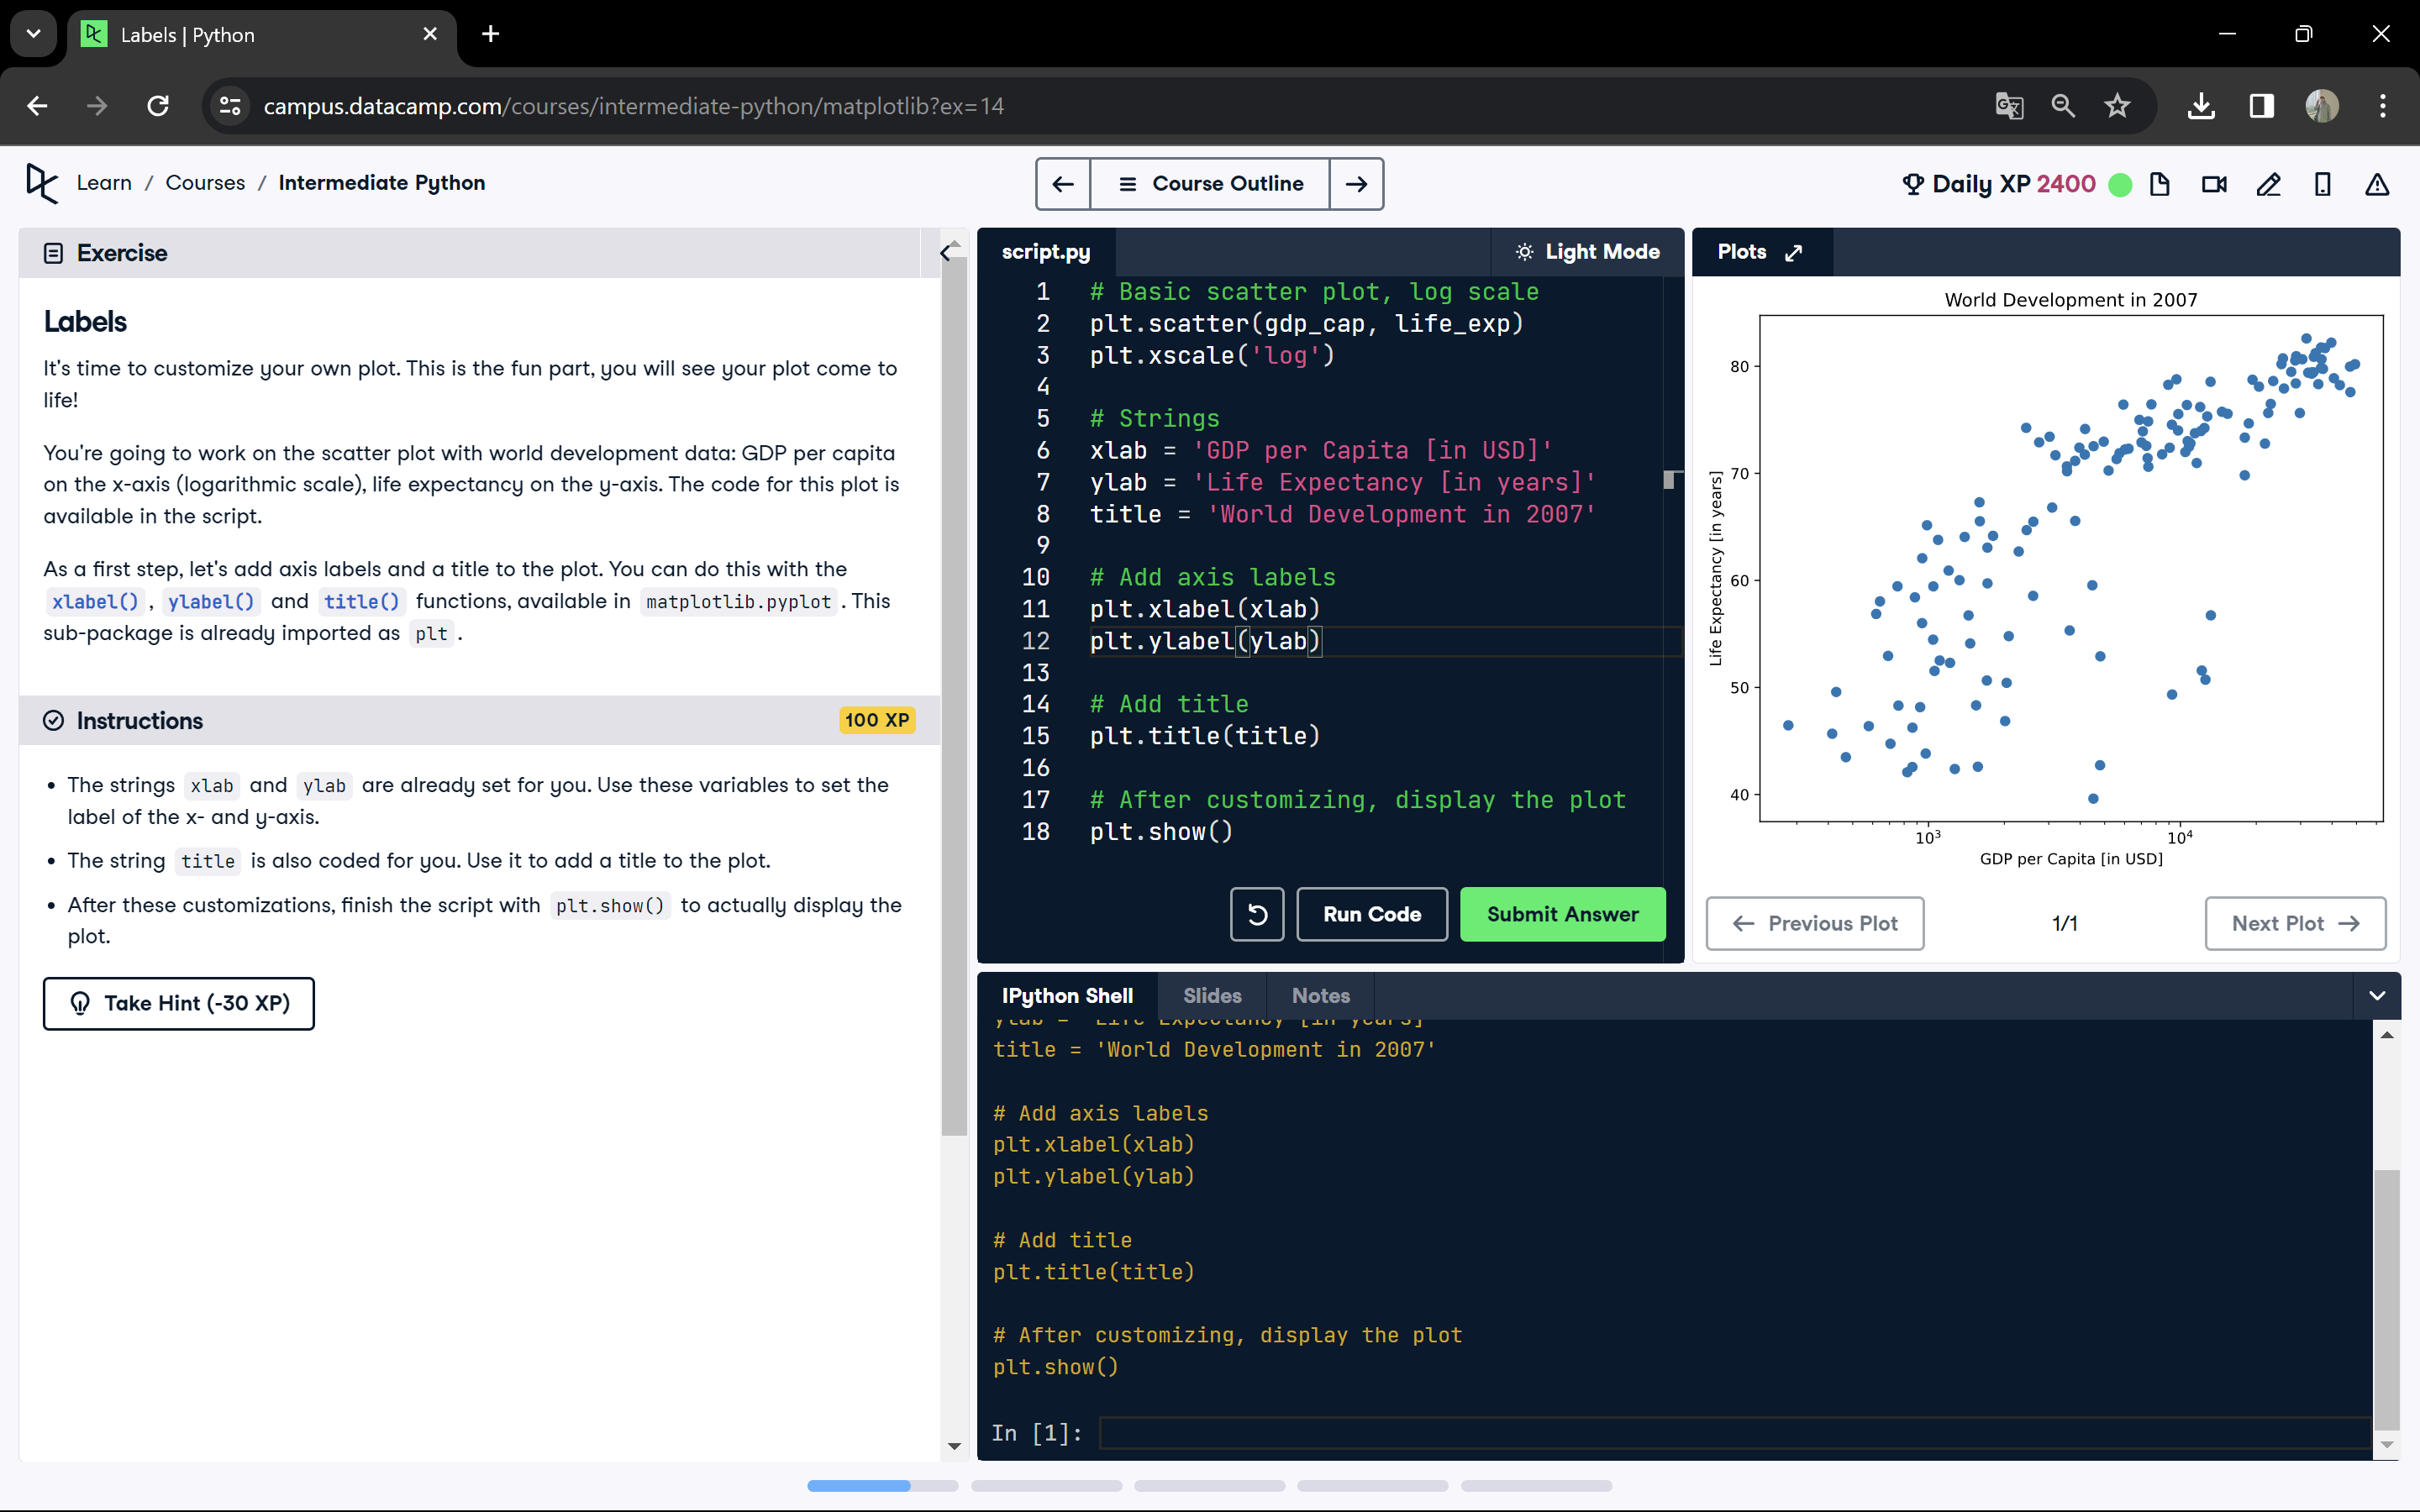 Labels | Python
campus.datacamp.com/courses/intermediate-python/matplotlib?ex=14
Learn / Courses / Intermediate Python
Course Outline
Daily XP 2400
Exercise
Labels
It's time to customize your own plot. This is the fun part, you will see your plot come to
life!
You're going to work on the scatter plot with world development data: GDP per capita
on the x-axis (logarithmic scale), life expectancy on the y-axis. The code for this plot is
available in the script.
As a first step, let's add axis labels and a title to the plot. You can do this with the
xlabel() , ylabel() and title() functions, available in matplotlib.pyplot . This
sub-package is already imported as plt .
Instructions
100 XP
• The strings xlab and ylab are already set for you. Use these variables to set the
label of the x- and y-axis.
• The string title is also coded for you. Use it to add a title to the plot.
• After these customizations, finish the script with plt.show() to actually display the
plot.
Take Hint (-30 XP)
script.py
Light Mode
1 # Basic scatter plot, log scale
2 plt.scatter(gdp_cap, life_exp)
3 plt.xscale('log')
4
5 # Strings
6 xlab = 'GDP per Capita [in USD]'
7 ylab = 'Life Expectancy [in years]'
8 title = 'World Development in 2007'
9
10 # Add axis labels
11 plt.xlabel(xlab)
12 plt.ylabel(ylab)
13
14 # Add title
15 plt.title(title)
16
17 # After customizing, display the plot
18 plt.show()
Run Code
Submit Answer
Plots
World Development in 2007
80
70
60
50
40
Life Expectancy [in years]
10³
10⁴
GDP per Capita [in USD]
Previous Plot
1/1
Next Plot
IPython Shell
Slides
Notes
ylab = 'Life Expectancy [in years]'
title = 'World Development in 2007'
# Add axis labels
plt.xlabel(xlab)
plt.ylabel(ylab)
# Add title
plt.title(title)
# After customizing, display the plot
plt.show()
In [1]: